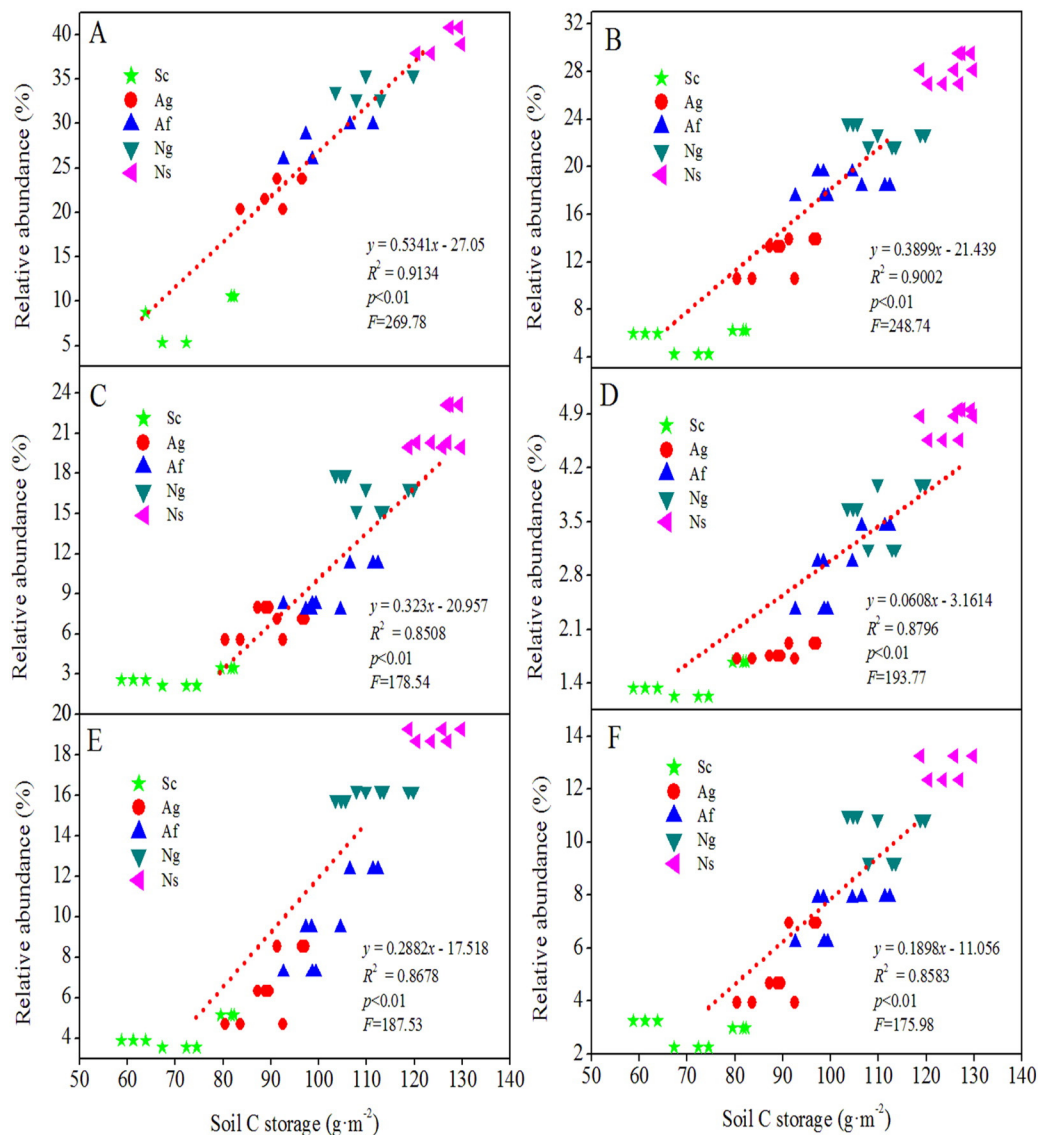 A
Sc
Ag
Af
Ng
Ns
y = 0.5341x - 27.05
R² = 0.9134
p<0.01
F=269.78
Relative abundance (%)
40
35
30
25
20
15
10
5
B
Sc
Ag
Af
Ng
Ns
y = 0.3899x - 21.439
R² = 0.9002
p<0.01
F=248.74
Relative abundance (%)
32
28
24
20
16
12
8
4
C
Sc
Ag
Af
Ng
Ns
y = 0.323x - 20.957
R² = 0.8508
p<0.01
F=178.54
Relative abundance (%)
24
21
18
15
12
9
6
3
D
Sc
Ag
Af
Ng
Ns
y = 0.0608x - 3.1614
R² = 0.8796
p<0.01
F=193.77
Relative abundance (%)
4.9
4.2
3.5
2.8
2.1
1.4
E
Sc
Ag
Af
Ng
Ns
y = 0.2882x - 17.518
R² = 0.8678
p<0.01
F=187.53
Relative abundance (%)
20
18
16
14
12
10
8
6
4
50 60 70 80 90 100 110 120 130 140
Soil C storage (g·m⁻²)
F
Sc
Ag
Af
Ng
Ns
y = 0.1898x - 11.056
R² = 0.8583
p<0.01
F=175.98
Relative abundance (%)
14
12
10
8
6
4
2
50 60 70 80 90 100 110 120 130 140
Soil C storage (g·m⁻²)